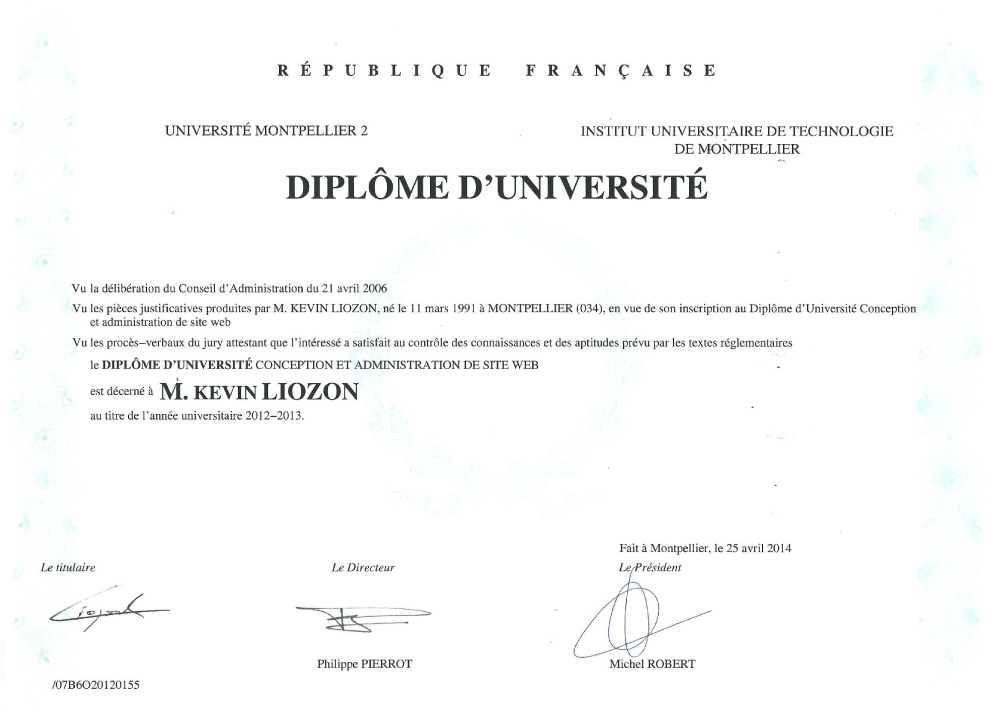 RÉPUBLIQUE FRANÇAISE
UNIVERSITÉ MONTPELLIER 2
INSTITUT UNIVERSITAIRE DE TECHNOLOGIE
DE MONTPELLIER
DIPLÔME D'UNIVERSITÉ
Vu la délibération du Conseil d'Administration du 21 avril 2006
Vu les pièces justificatives produites par M. KEVIN LIOZON, né le 11 mars 1991 à MONTPELLIER (034), en vue de son inscription au Diplôme d'Université Conception
et administration de site web
Vu les procès–verbaux du jury attestant que l'intéressé a satisfait au contrôle des connaissances et des aptitudes prévu par les textes réglementaires
le DIPLÔME D'UNIVERSITÉ CONCEPTION ET ADMINISTRATION DE SITE WEB
est décerné à M. KEVIN LIOZON
au titre de l'année universitaire 2012–2013.
Fait à Montpellier, le 25 avril 2014
Le titulaire
Le Directeur
Le Président
Philippe PIERROT
Michel ROBERT
/07B6O20120155